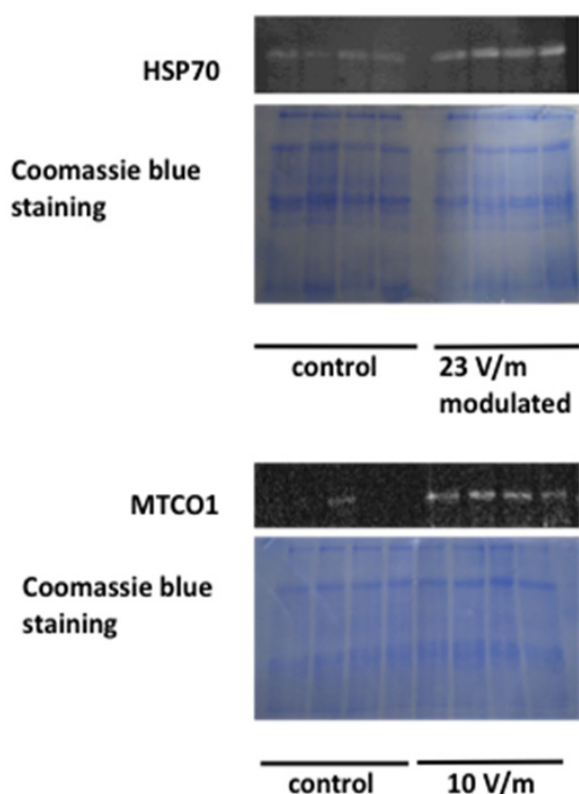 HSP70
Coomassie blue
staining
control
23 V/m
modulated
MTCO1
Coomassie blue
staining
control
10 V/m